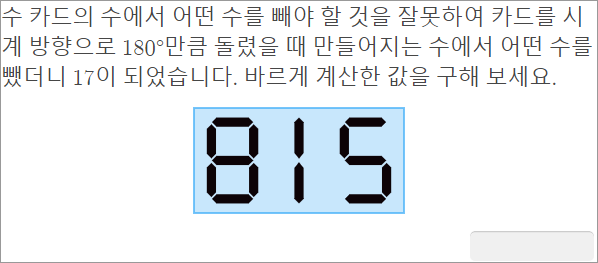 수 카드의 수에서 어떤 수를 빼야 할 것을 잘못하여 카드를 시
계 방향으로 180°만큼 돌렸을 때 만들어지는 수에서 어떤 수를
뺐더니 17이 되었습니다. 바르게 계산한 값을 구해 보세요.
815